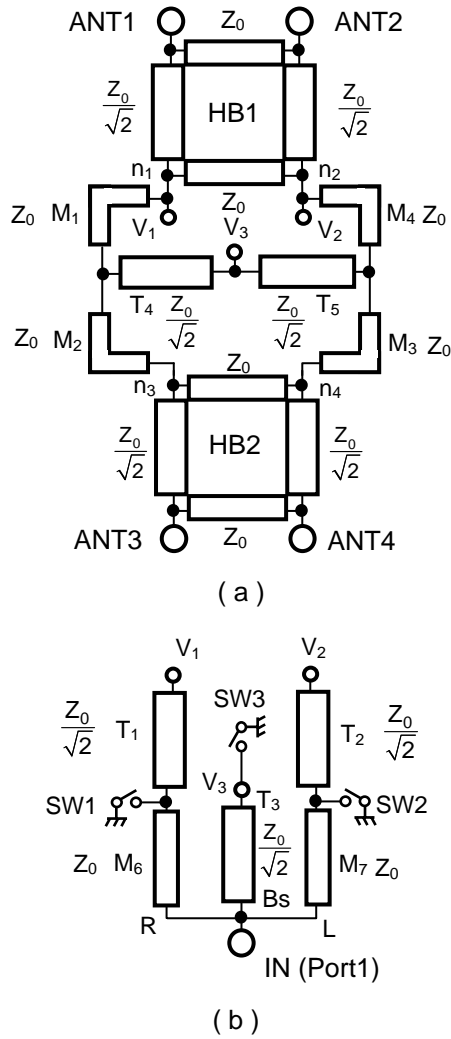 ANT1 Z₀ ANT2
Z₀/√2 HB1 Z₀/√2
n₁ n₂
Z₀
Z₀ M₁ V₁ V₃ V₂ M₄ Z₀
T₄ Z₀/√2 Z₀/√2 T₅
Z₀ M₂ M₃ Z₀
n₃ Z₀ n₄
Z₀/√2 HB2 Z₀/√2
Z₀
ANT3 ANT4
( a )
V₁ V₂
SW3
Z₀/√2 T₁ T₂ Z₀/√2
V₃ T₃
SW1 SW2
Z₀ M₆ Z₀/√2 M₇ Z₀
Bs
R L
IN (Port1)
( b )